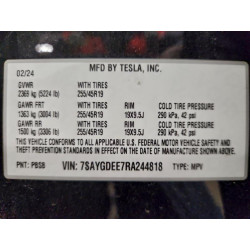 MFD BY TESLA, INC.
02/24
GVWR WITH TIRES
2369 kg (5224 lb) 255/45R19
GAWR FRT WITH TIRES RIM COLD TIRE PRESSURE
1363 kg (3004 lb) 255/45R19 19X9.5J 290 kPa, 42 psi
GAWR RR WITH TIRES RIM COLD TIRE PRESSURE
1500 kg (3306 lb) 255/45R19 19X9.5J 290 kPa, 42 psi
THIS VEHICLE CONFORMS TO ALL APPLICABLE U.S. FEDERAL MOTOR VEHICLE SAFETY AND
THEFT PREVENTION STANDARDS IN EFFECT ON THE DATE OF MANUFACTURE SHOWN ABOVE.
PNT: PBSB VIN: 7SAYGDEE7RA244818 TYPE: MPV